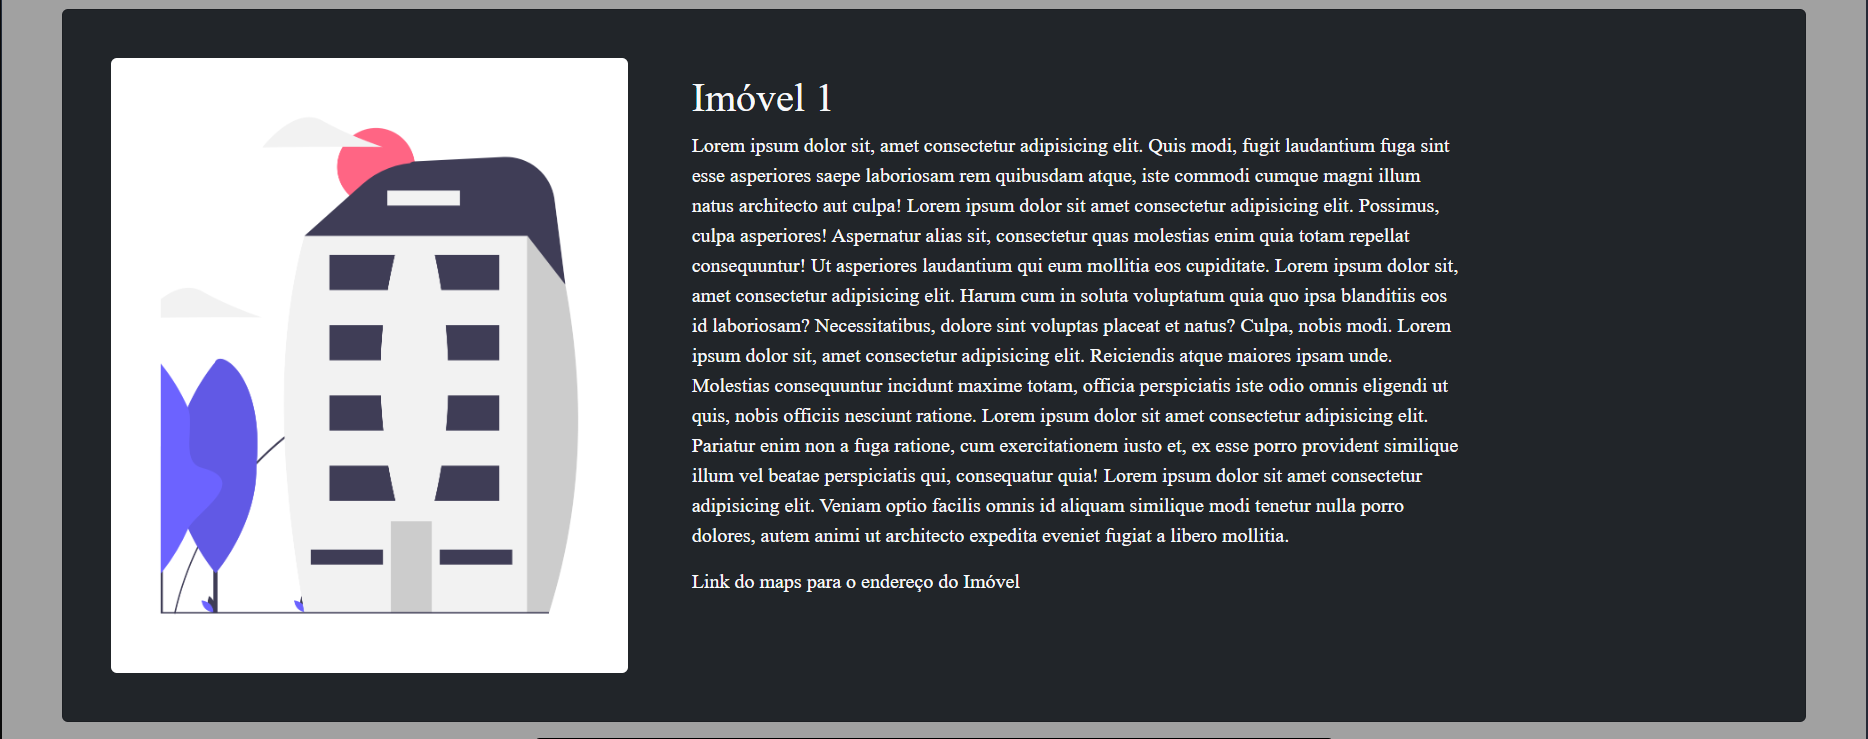 Imóvel 1
Lorem ipsum dolor sit, amet consectetur adipisicing elit. Quis modi, fugit laudantium fuga sint
esse asperiores saepe laboriosam rem quibusdam atque, iste commodi cumque magni illum
natus architecto aut culpa! Lorem ipsum dolor sit amet consectetur adipisicing elit. Possimus,
culpa asperiores! Aspernatur alias sit, consectetur quas molestias enim quia totam repellat
consequuntur! Ut asperiores laudantium qui eum mollitia eos cupiditate. Lorem ipsum dolor sit,
amet consectetur adipisicing elit. Harum cum in soluta voluptatum quia quo ipsa blanditiis eos
id laboriosam? Necessitatibus, dolore sint voluptas placeat et natus? Culpa, nobis modi. Lorem
ipsum dolor sit, amet consectetur adipisicing elit. Reiciendis atque maiores ipsam unde.
Molestias consequuntur incidunt maxime totam, officia perspiciatis iste odio omnis eligendi ut
quis, nobis officiis nesciunt ratione. Lorem ipsum dolor sit amet consectetur adipisicing elit.
Pariatur enim non a fuga ratione, cum exercitationem iusto et, ex esse porro provident similique
illum vel beatae perspiciatis qui, consequatur quia! Lorem ipsum dolor sit amet consectetur
adipisicing elit. Veniam optio facilis omnis id aliquam similique modi tenetur nulla porro
dolores, autem animi ut architecto expedita eveniet fugiat a libero mollitia.
Link do maps para o endereço do Imóvel